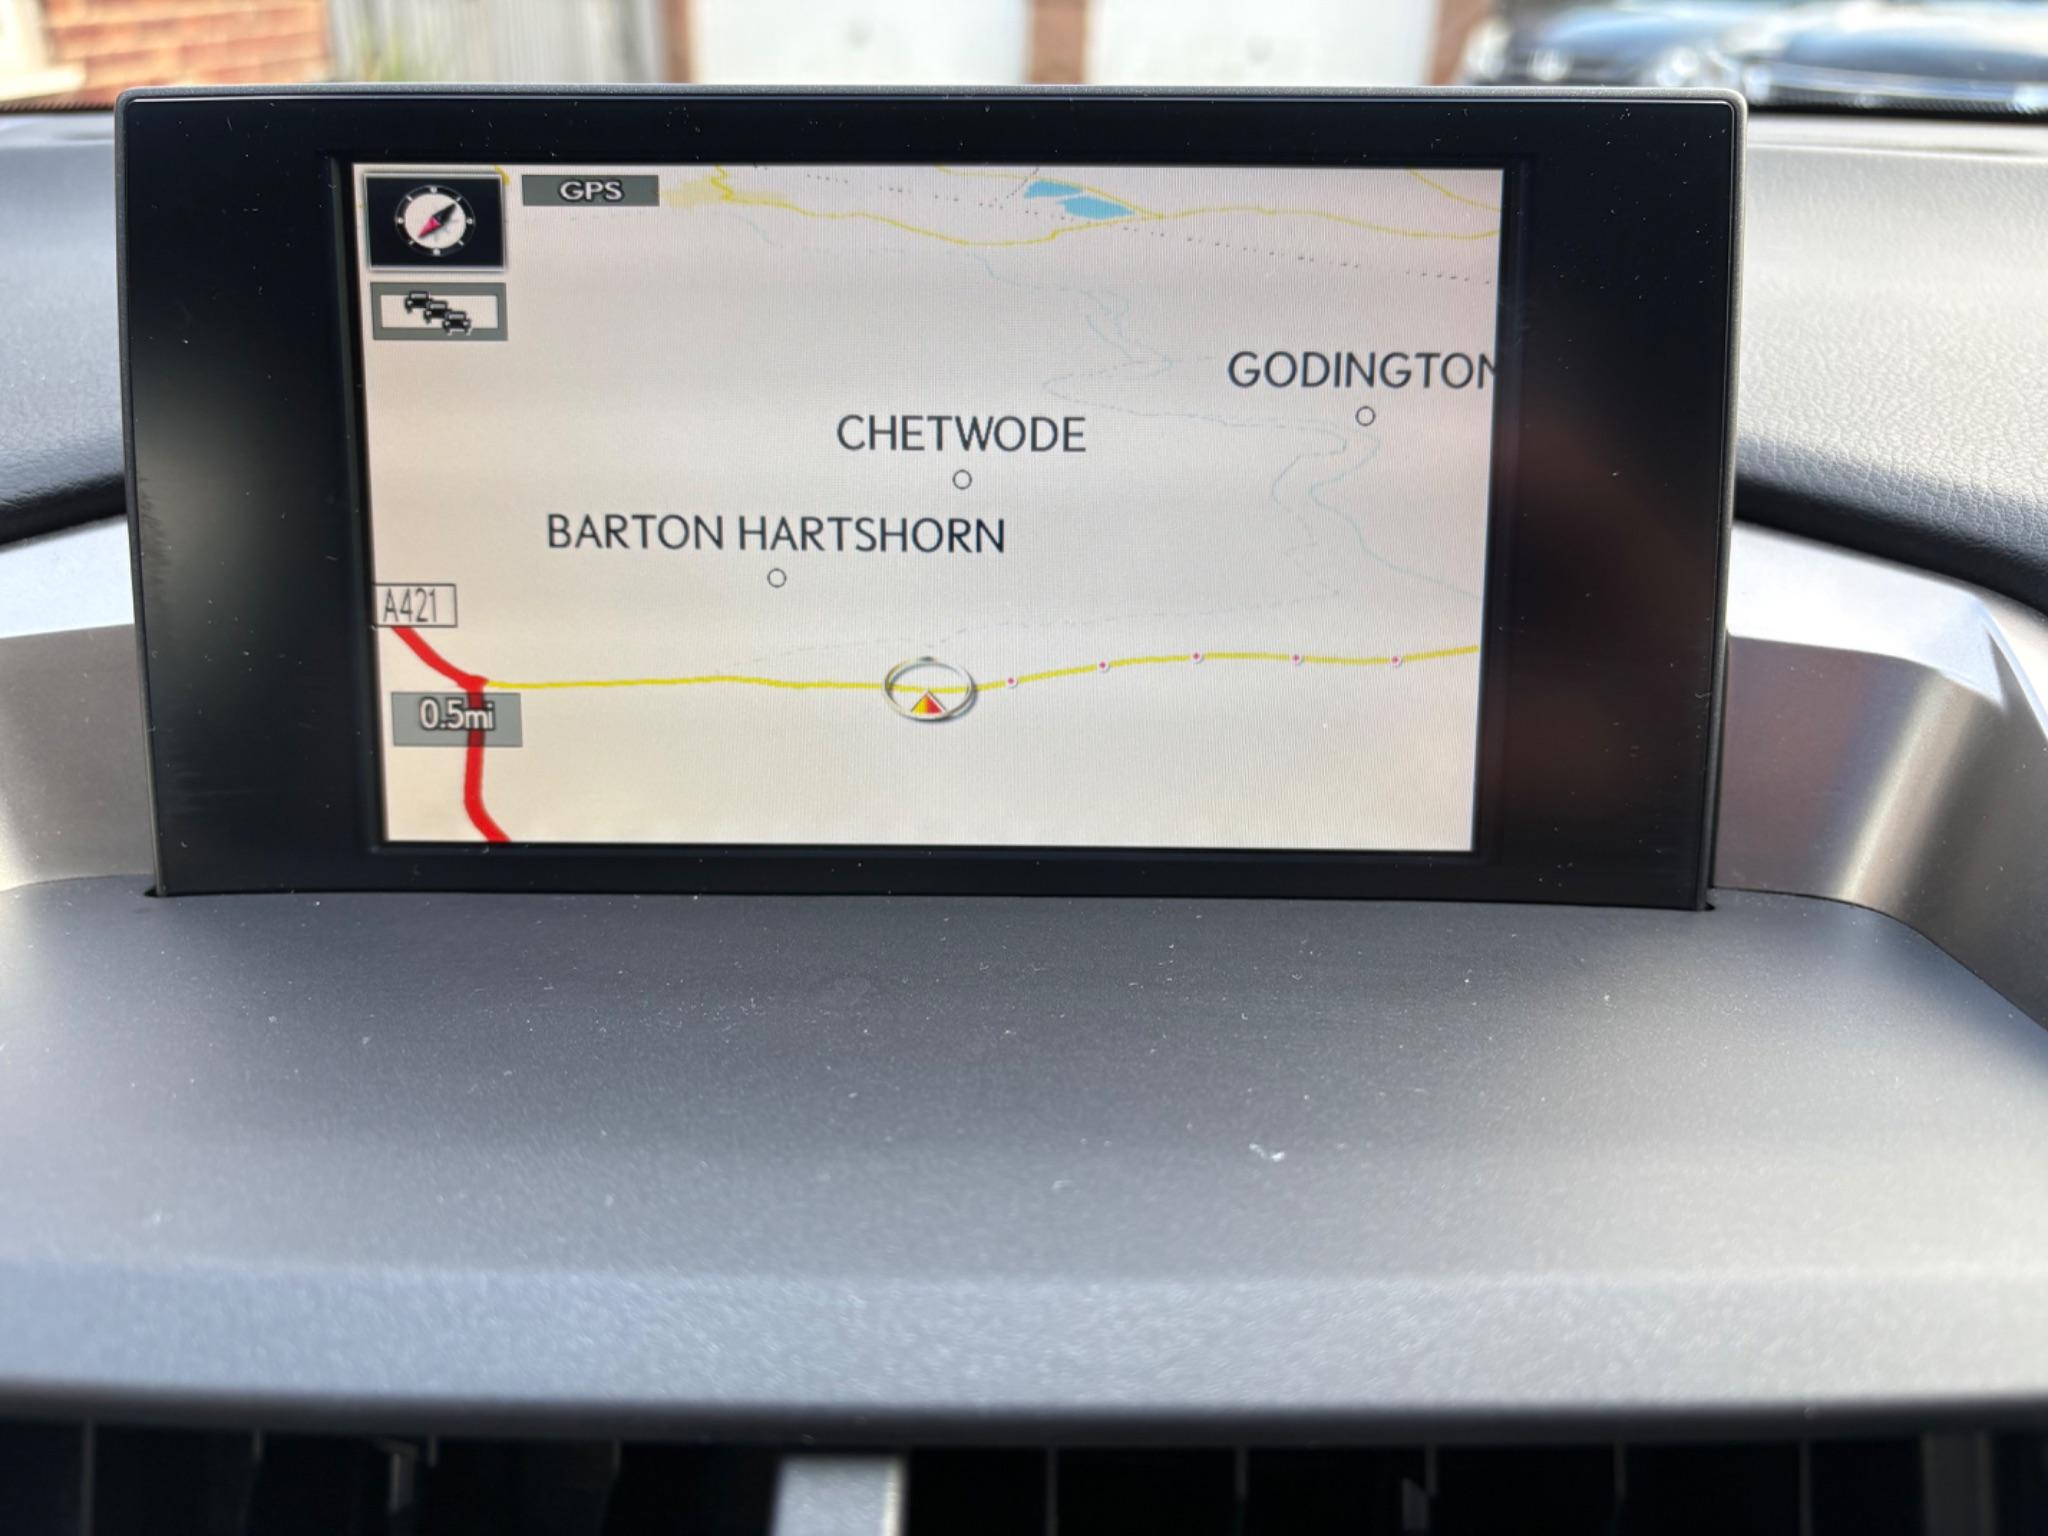 GPS
GODINGTON
CHETWODE
BARTON HARTSHORN
A421
0.5mi